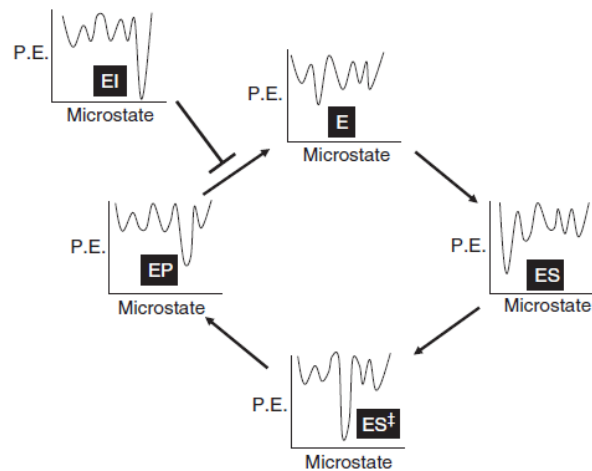 P.E.
EI
Microstate
P.E.
E
Microstate
P.E.
EP
Microstate
P.E.
ES
Microstate
P.E.
ES‡
Microstate